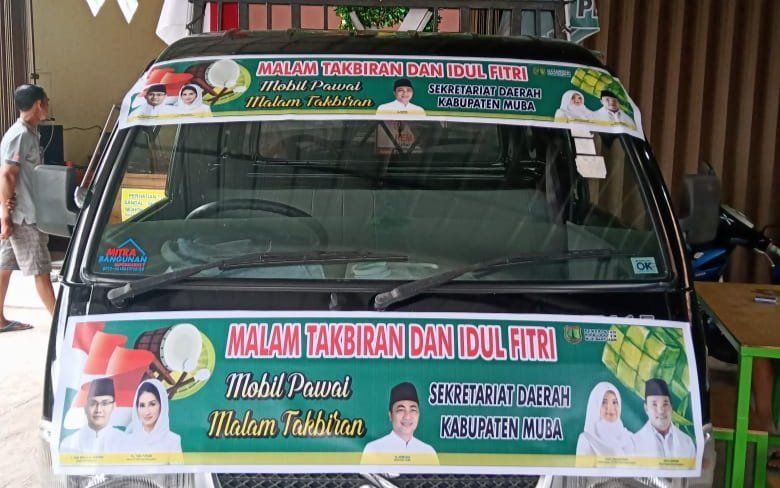 MALAM TAKBIRAN DAN IDUL FITRI
Mobil Pawai
Malam Takbiran
SEKRETARIAT DAERAH
KABUPATEN MUBA
MITRA
BANGUNAN
OK
MALAM TAKBIRAN DAN IDUL FITRI
Mobil Pawai
Malam Takbiran
SEKRETARIAT DAERAH
KABUPATEN MUBA